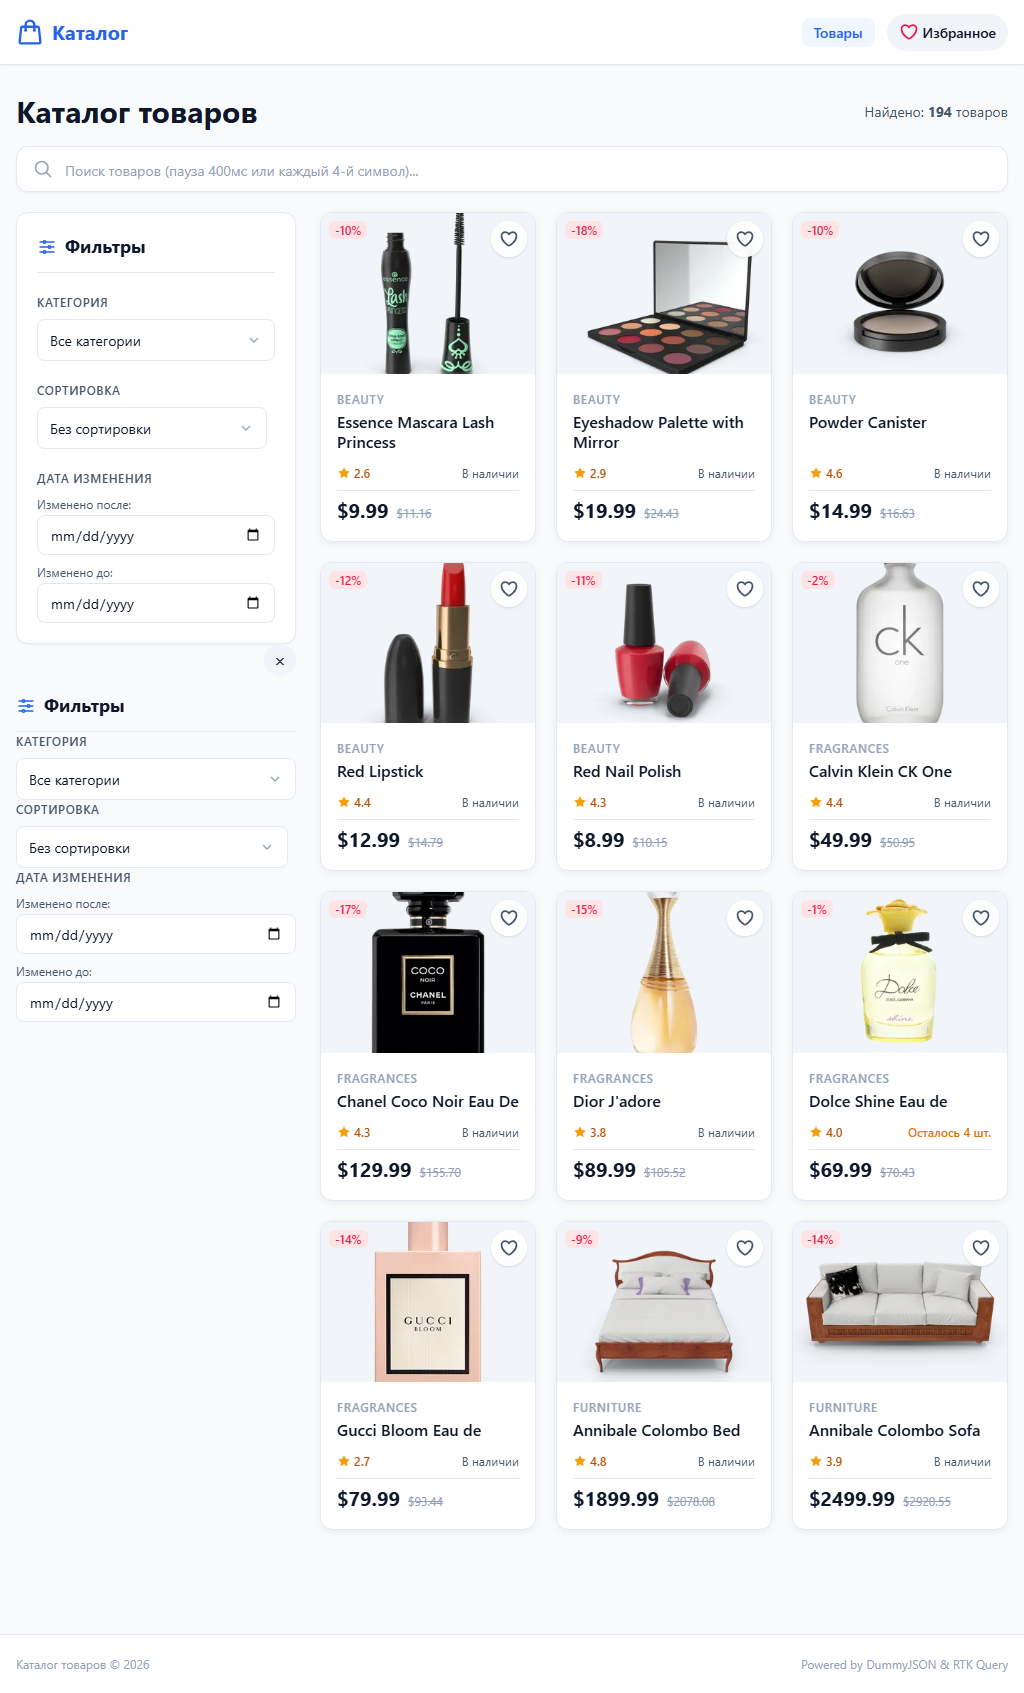 Каталог
Товары
Избранное
Каталог товаров
Найдено: 194 товаров
Поиск товаров (пауза 400мс или каждый 4-й символ)...
Фильтры
КАТЕГОРИЯ
Все категории
СОРТИРОВКА
Без сортировки
ДАТА ИЗМЕНЕНИЯ
Изменено после:
mm/dd/yyyy
Изменено до:
mm/dd/yyyy
×
Фильтры
КАТЕГОРИЯ
Все категории
СОРТИРОВКА
Без сортировки
ДАТА ИЗМЕНЕНИЯ
Изменено после:
mm/dd/yyyy
Изменено до:
mm/dd/yyyy
-10%
essence
Lash
PRINCESS
BEAUTY
Essence Mascara Lash
Princess
2.6
В наличии
$9.99 $11.16
-18%
BEAUTY
Eyeshadow Palette with
Mirror
2.9
В наличии
$19.99 $24.43
-10%
BEAUTY
Powder Canister
4.6
В наличии
$14.99 $16.63
-12%
BEAUTY
Red Lipstick
4.4
В наличии
$12.99 $14.79
-11%
BEAUTY
Red Nail Polish
4.3
В наличии
$8.99 $10.15
-2%
ck
one
Calvin Klein
FRAGRANCES
Calvin Klein CK One
4.4
В наличии
$49.99 $50.95
-17%
COCO
NOIR
CHANEL
PARIS
FRAGRANCES
Chanel Coco Noir Eau De
4.3
В наличии
$129.99 $155.70
-15%
FRAGRANCES
Dior J'adore
3.8
В наличии
$89.99 $105.52
-1%
Dolce
shine
FRAGRANCES
Dolce Shine Eau de
4.0
Осталось 4 шт.
$69.99 $70.43
-14%
GUCCI
BLOOM
FRAGRANCES
Gucci Bloom Eau de
2.7
В наличии
$79.99 $93.44
-9%
FURNITURE
Annibale Colombo Bed
4.8
В наличии
$1899.99 $2078.08
-14%
FURNITURE
Annibale Colombo Sofa
3.9
В наличии
$2499.99 $2920.55
Каталог товаров © 2026
Powered by DummyJSON & RTK Query